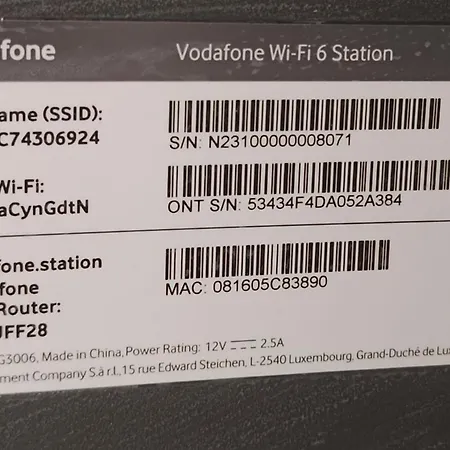 fone
Vodafone Wi-Fi 6 Station
ame (SSID):
C74306924
S/N: N23100000008071
Wi-Fi:
aCynGdtN
ONT S/N: 53434F4DA052A384
fone.station
fone
Router:
JFF28
MAC: 081605C83890
G3006, Made in China, Power Rating: 12V ⎓ 2.5A
ment Company S.à r.l.,15 rue Edward Steichen, L-2540 Luxembourg, Grand-Duché de Lux